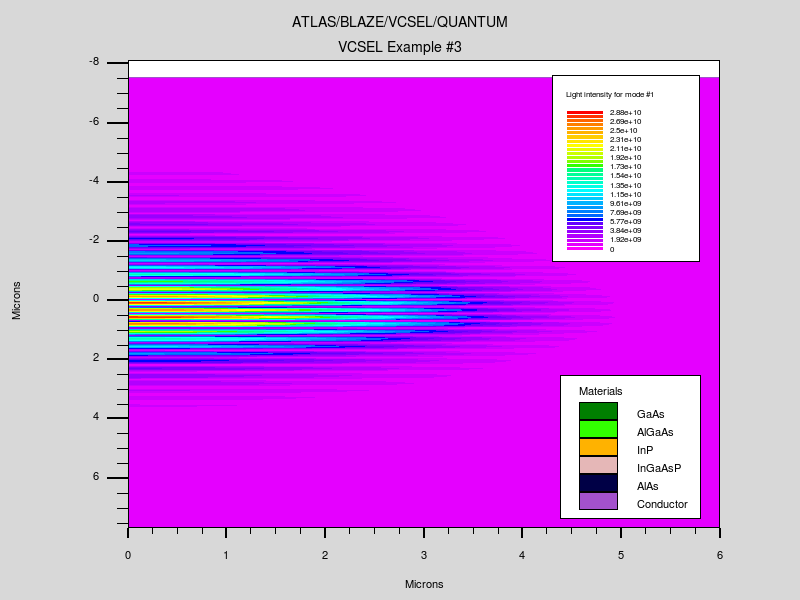 ATLAS/BLAZE/VCSEL/QUANTUM
VCSEL Example #3
Light intensity for mode #1
2.88e+10
2.69e+10
2.5e+10
2.31e+10
2.11e+10
1.92e+10
1.73e+10
1.54e+10
1.35e+10
1.15e+10
9.61e+09
7.69e+09
5.77e+09
3.84e+09
1.92e+09
0
-8
-6
-4
-2
0
2
4
6
Microns
Materials
GaAs
AlGaAs
InP
InGaAsP
AlAs
Conductor
0
1
2
3
4
5
6
Microns